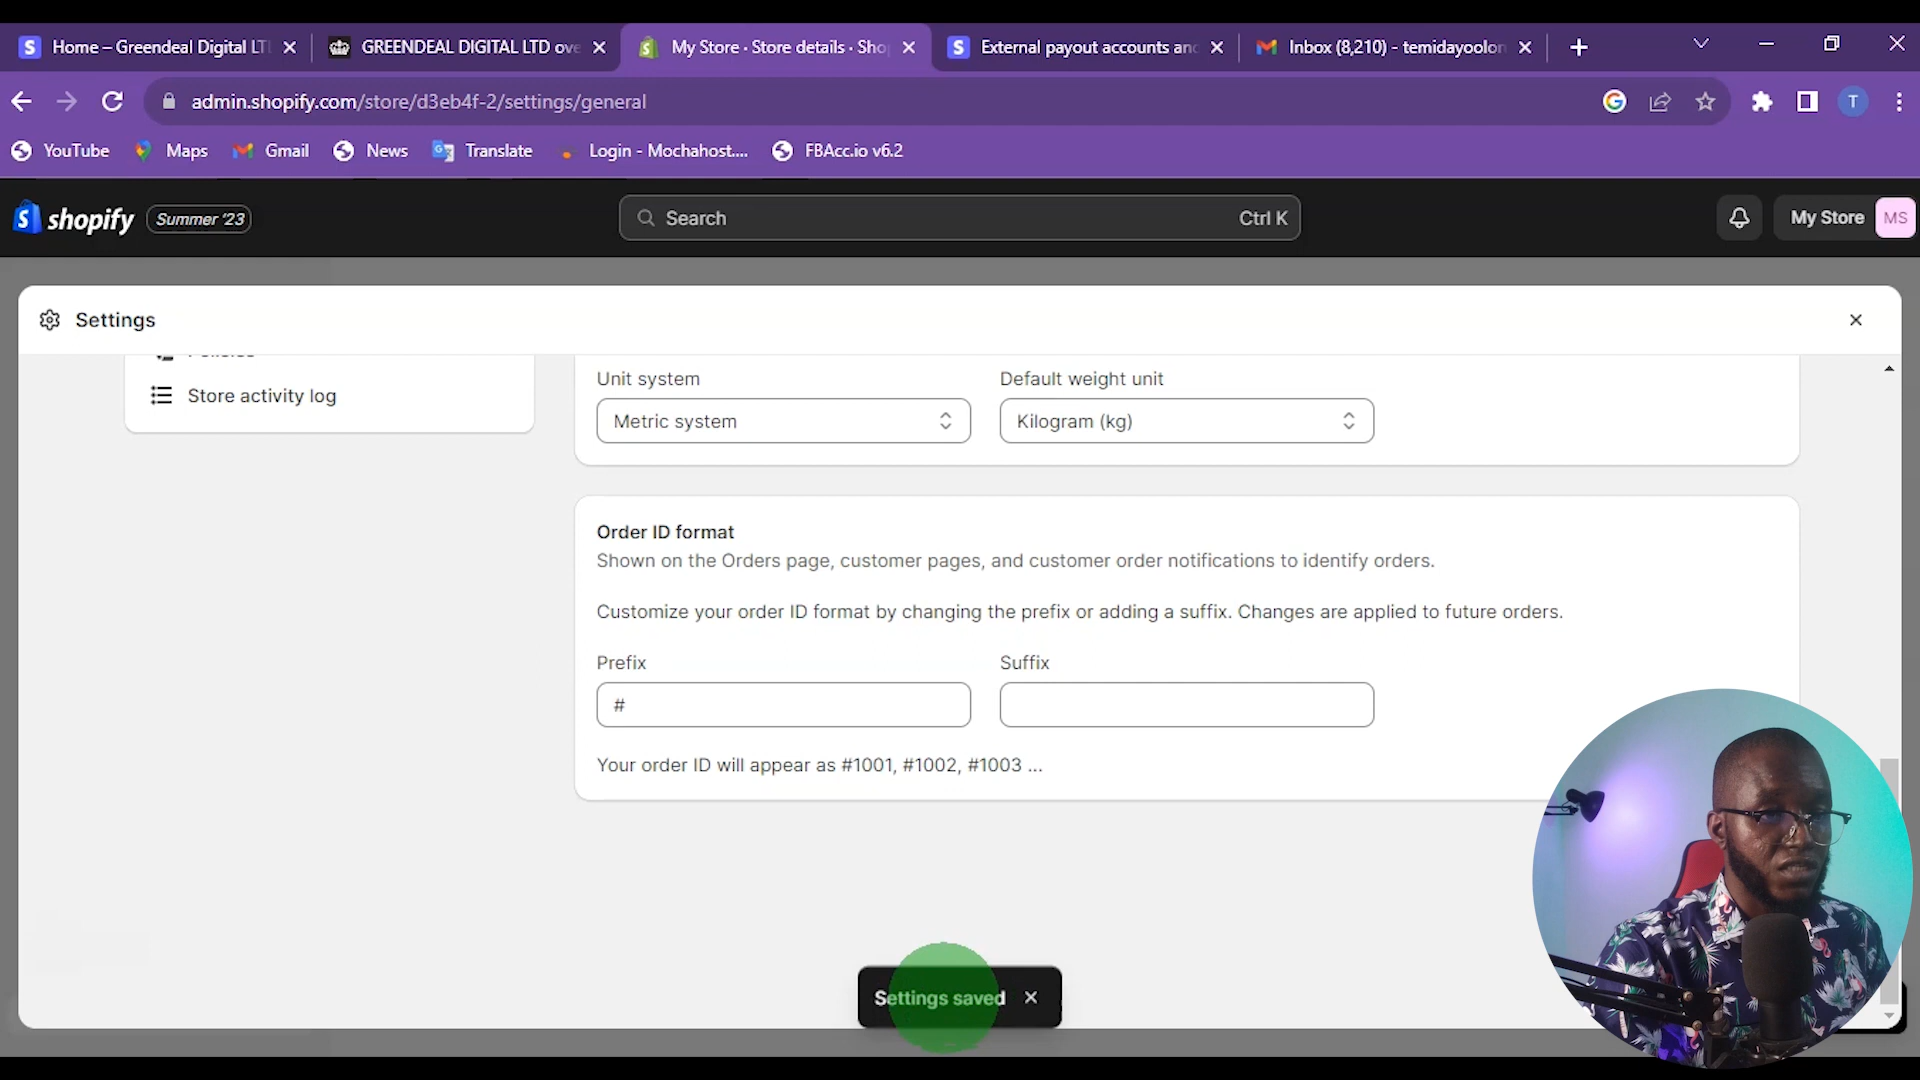 Home – Greendeal Digital LT
GREENDEAL DIGITAL LTD ove
My Store · Store details · Sho
External payout accounts and
Inbox (8,210) - temidayoolon
admin.shopify.com/store/d3eb4f-2/settings/general
T
YouTube
Maps
Gmail
News
Translate
Login - Mochahost....
FBAcc.io v6.2
shopify
Summer '23
Search
Ctrl K
My Store
MS
Settings
Policies
Store activity log
Unit system
Default weight unit
Metric system
Kilogram (kg)
Order ID format
Shown on the Orders page, customer pages, and customer order notifications to identify orders.
Customize your order ID format by changing the prefix or adding a suffix. Changes are applied to future orders.
Prefix
Suffix
#
Your order ID will appear as #1001, #1002, #1003 ...
Settings saved